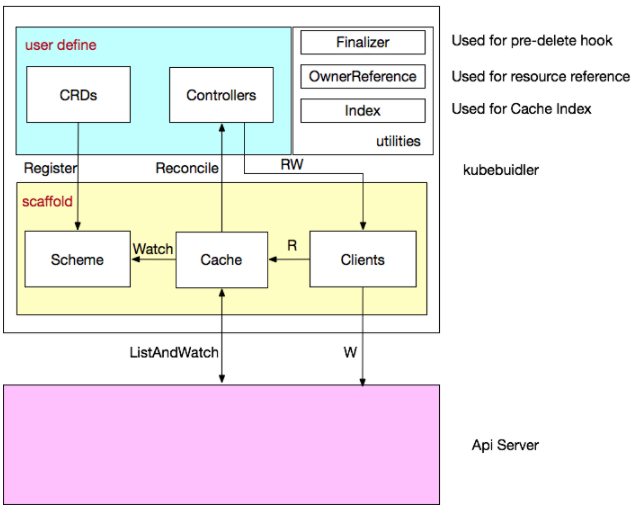 user define
Finalizer
Used for pre-delete hook
OwnerReference
Used for resource reference
CRDs
Controllers
Index
Used for Cache Index
utilities
Register
Reconcile
RW
kubebuidler
scaffold
Scheme
Watch
Cache
R
Clients
ListAndWatch
W
Api Server